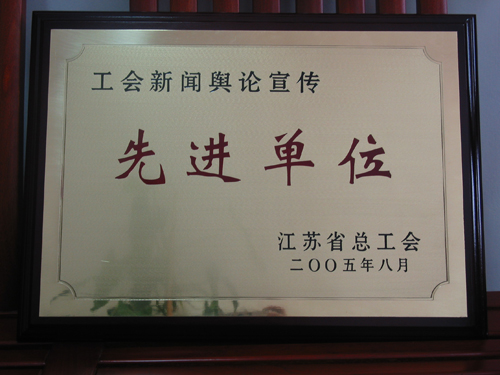 工会新闻舆论宣传
先进单位
江苏省总工会
二〇〇五年八月